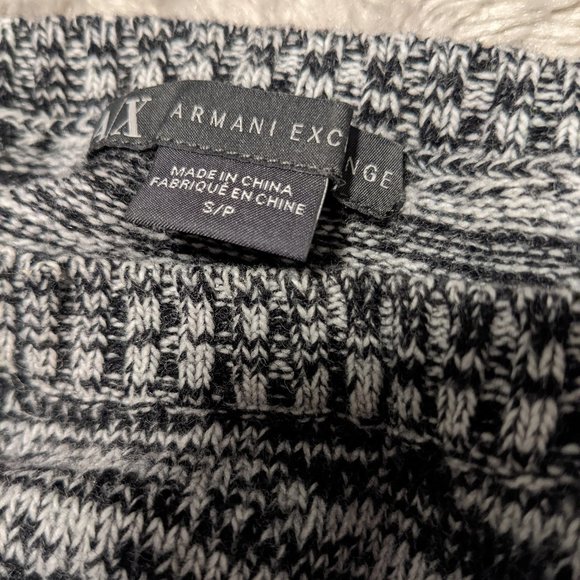 A|X ARMANI EXC NGE
MADE IN CHINA
FABRIQUÉ EN CHINE
S/P